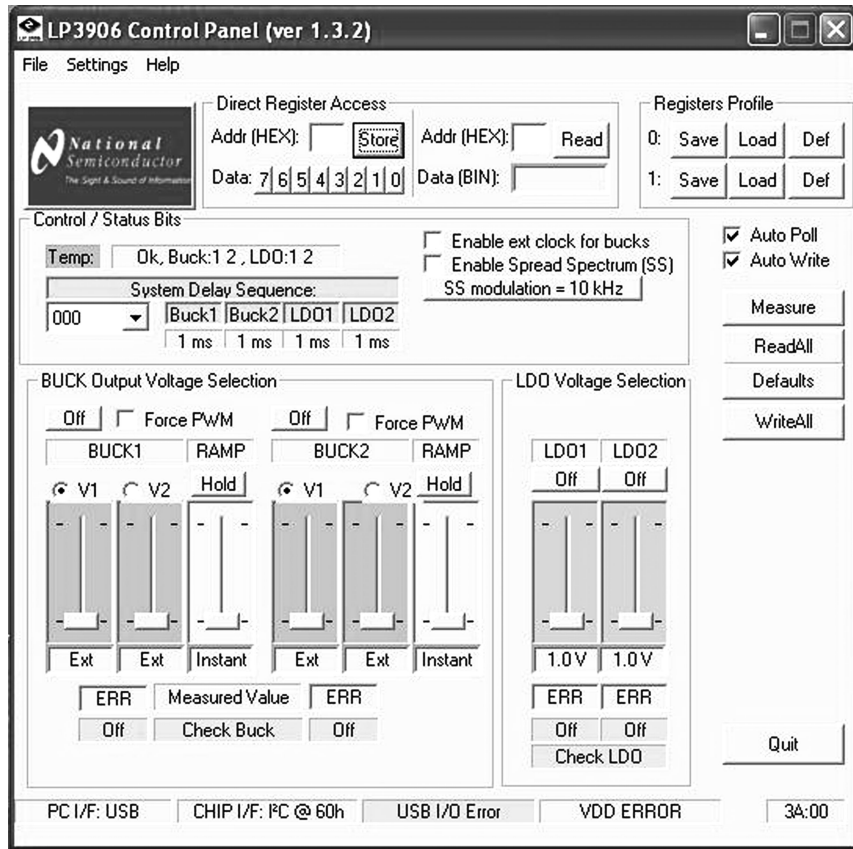 LP3906 Control Panel (ver 1.3.2)
File Settings Help
National
Semiconductor
The Sight & Sound of Information
Direct Register Access
Addr (HEX): Store Addr (HEX): Read
Data: 7 6 5 4 3 2 1 0 Data (BIN):
Registers Profile
0: Save Load Def
1: Save Load Def
Control / Status Bits
Temp: Ok, Buck:1 2 , LDO:1 2
System Delay Sequence:
000 Buck1 Buck2 LDO1 LDO2
1 ms 1 ms 1 ms 1 ms
Enable ext clock for bucks
Enable Spread Spectrum (SS)
SS modulation = 10 kHz
Auto Poll
Auto Write
Measure
ReadAll
Defaults
WriteAll
BUCK Output Voltage Selection
Off Force PWM Off Force PWM
BUCK1 RAMP BUCK2 RAMP
V1 V2 Hold V1 V2 Hold
Ext Ext Instant Ext Ext Instant
ERR Measured Value ERR
Off Check Buck Off
LDO Voltage Selection
LDO1 LDO2
Off Off
1.0 V 1.0 V
ERR ERR
Off Off
Check LDO
Quit
PC I/F: USB CHIP I/F: I²C @ 60h USB I/O Error VDD ERROR 3A:00